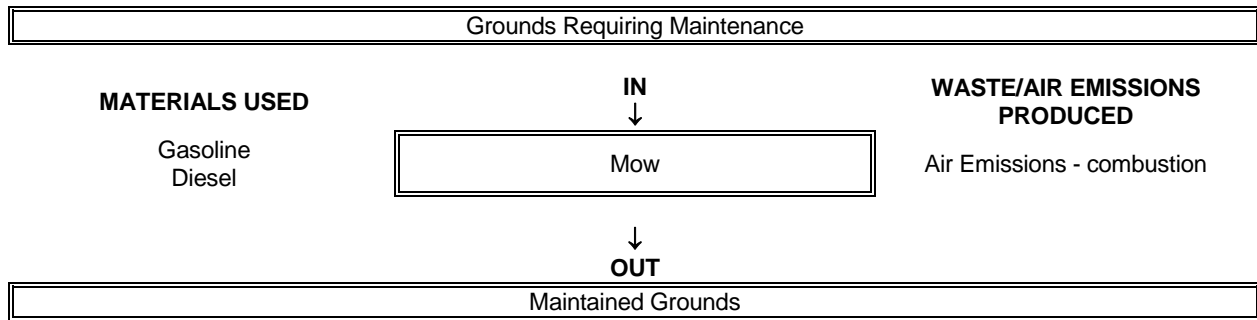 Grounds Requiring Maintenance
MATERIALS USED
Gasoline
Diesel
IN
↓
Mow
↓
OUT
WASTE/AIR EMISSIONS
PRODUCED
Air Emissions - combustion
Maintained Grounds